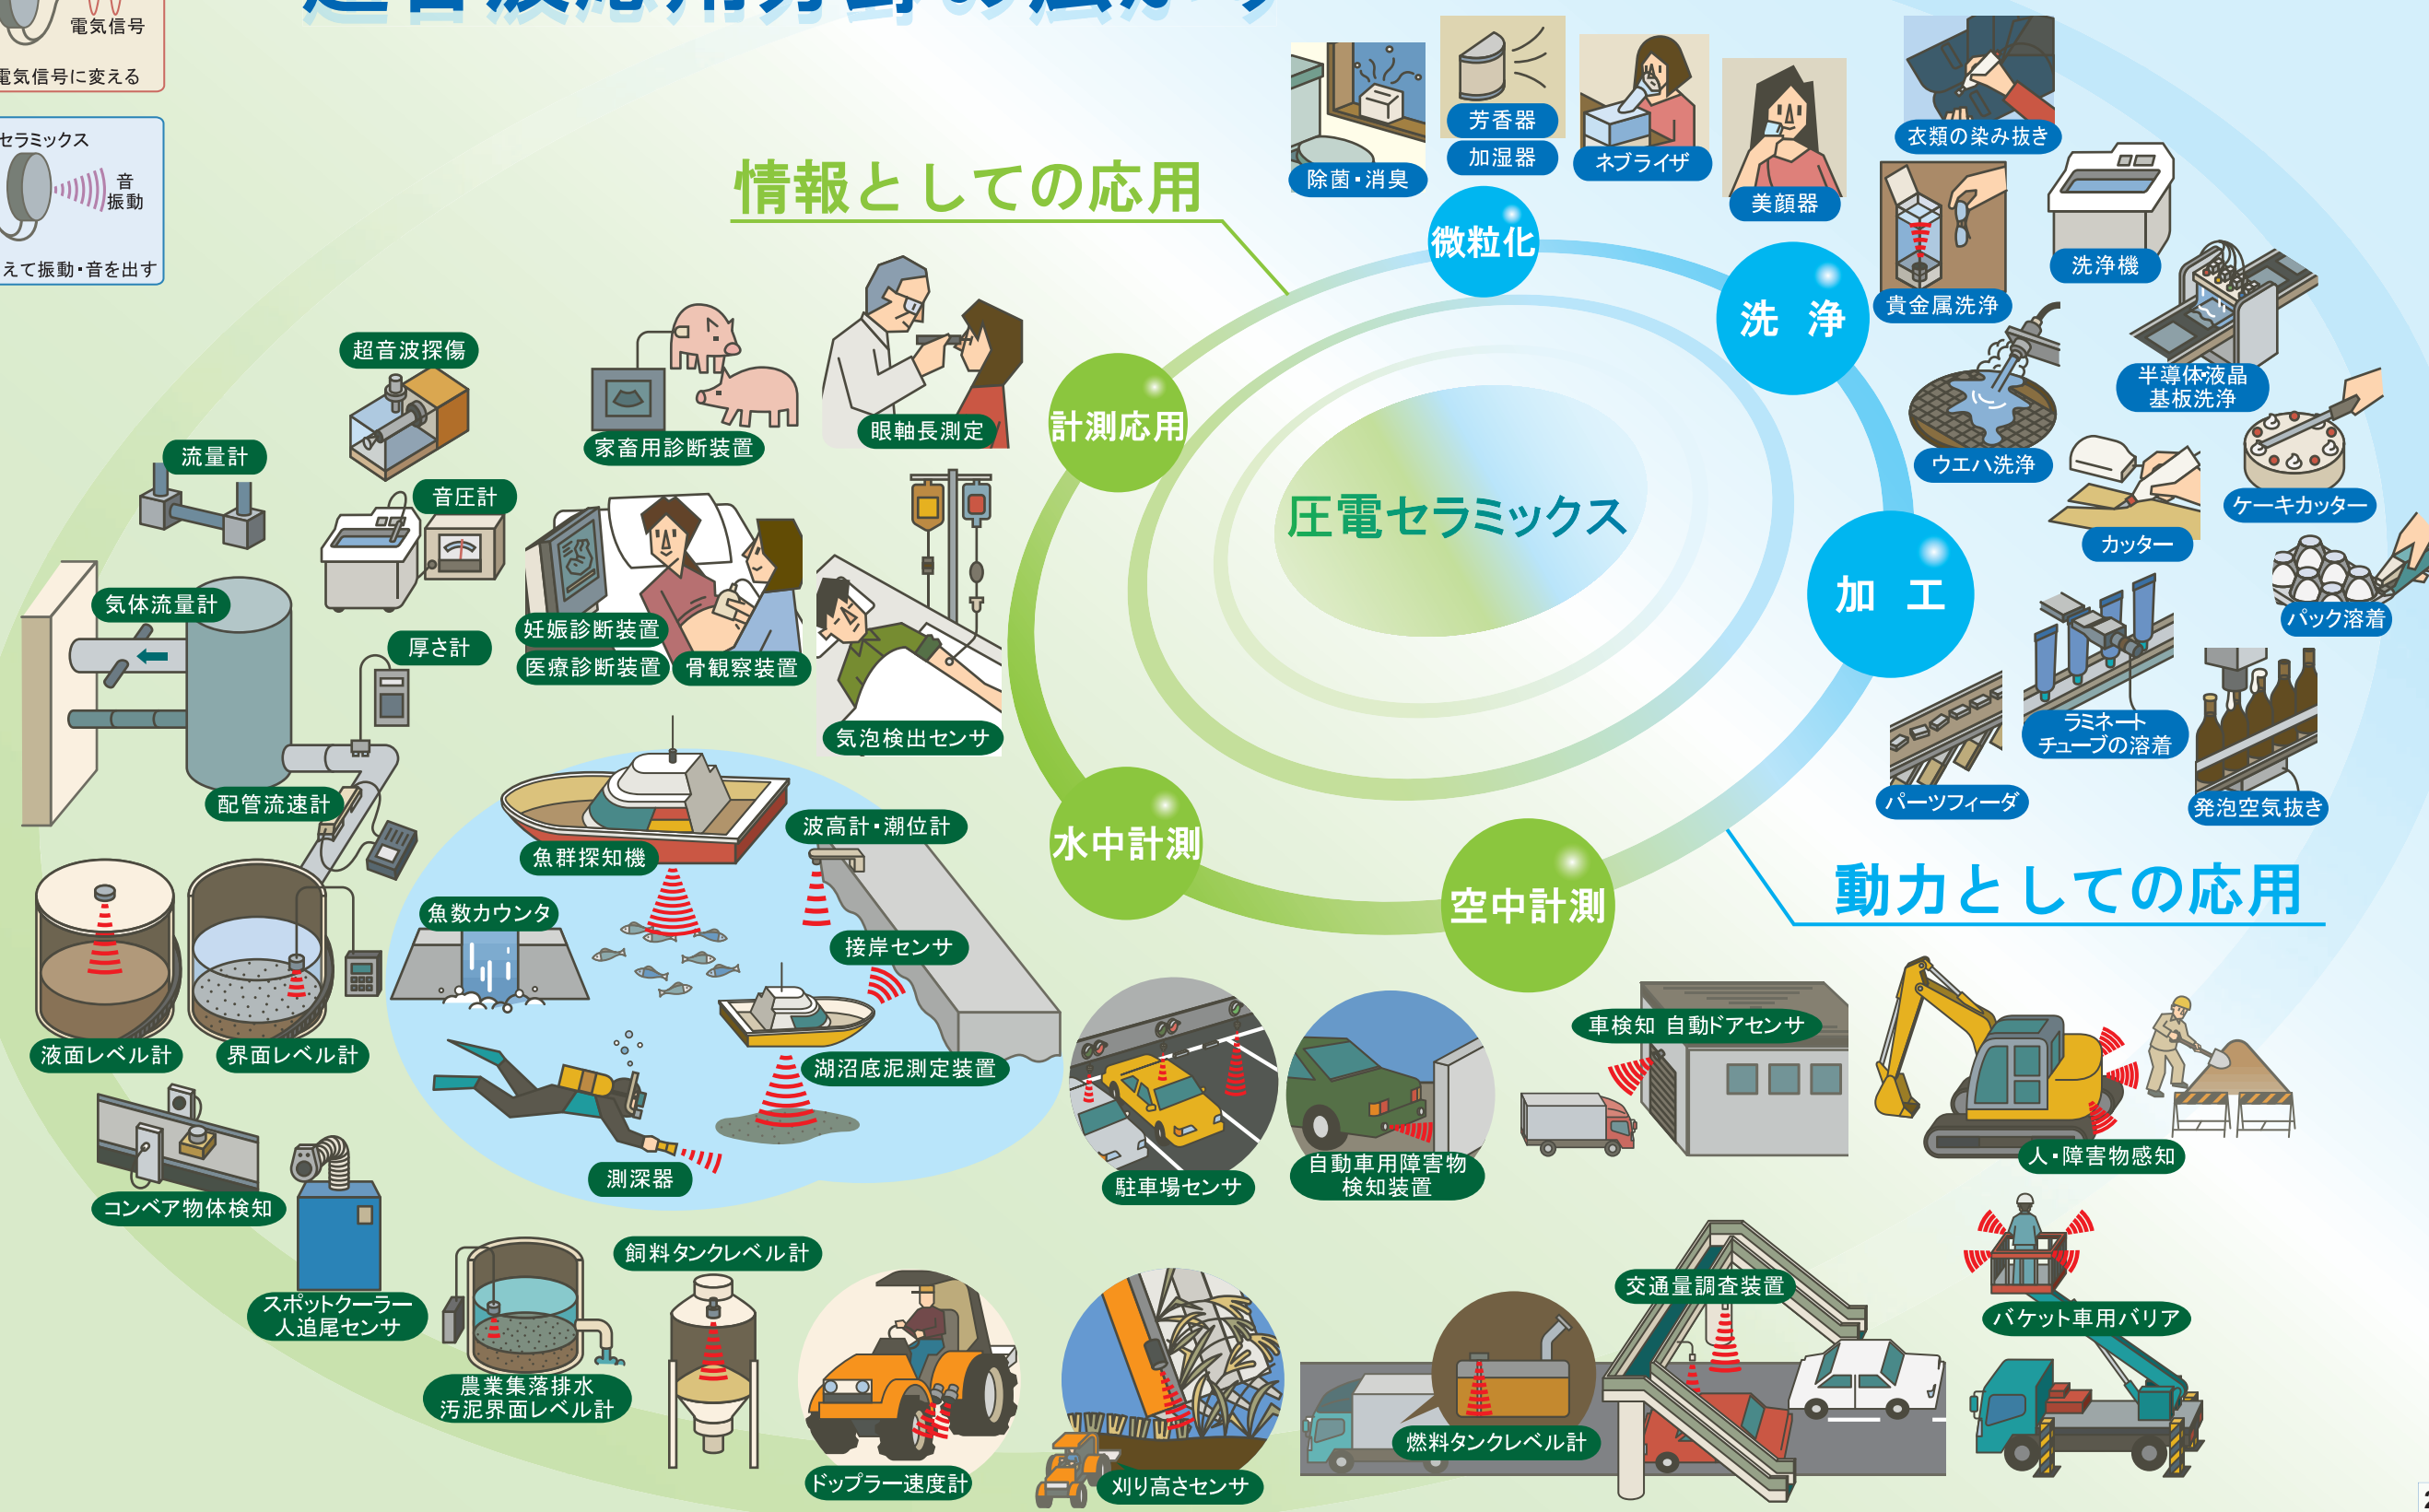 超音波応用分野の広がり
電気信号
電気信号に変える
セラミックス
音
振動
えて振動・音を出す
情報としての応用
除菌・消臭
芳香器
加湿器
ネブライザ
美顔器
微粒化
衣類の染み抜き
洗浄機
貴金属洗浄
洗 浄
半導体・液晶
基板洗浄
ウエハ洗浄
ケーキカッター
カッター
パック溶着
加 工
ラミネート
チューブの溶着
パーツフィーダ
発泡空気抜き
動力としての応用
圧電セラミックス
計測応用
水中計測
空中計測
超音波探傷
家畜用診断装置
眼軸長測定
流量計
音圧計
気体流量計
厚さ計
妊娠診断装置
医療診断装置
骨観察装置
気泡検出センサ
配管流速計
魚群探知機
波高計・潮位計
魚数カウンタ
接岸センサ
液面レベル計
界面レベル計
湖沼底泥測定装置
測深器
コンベア物体検知
スポットクーラー
人追尾センサ
農業集落排水
汚泥界面レベル計
飼料タンクレベル計
ドップラー速度計
刈り高さセンサ
駐車場センサ
自動車用障害物
検知装置
車検知 自動ドアセンサ
人・障害物感知
燃料タンクレベル計
交通量調査装置
バケット車用バリア